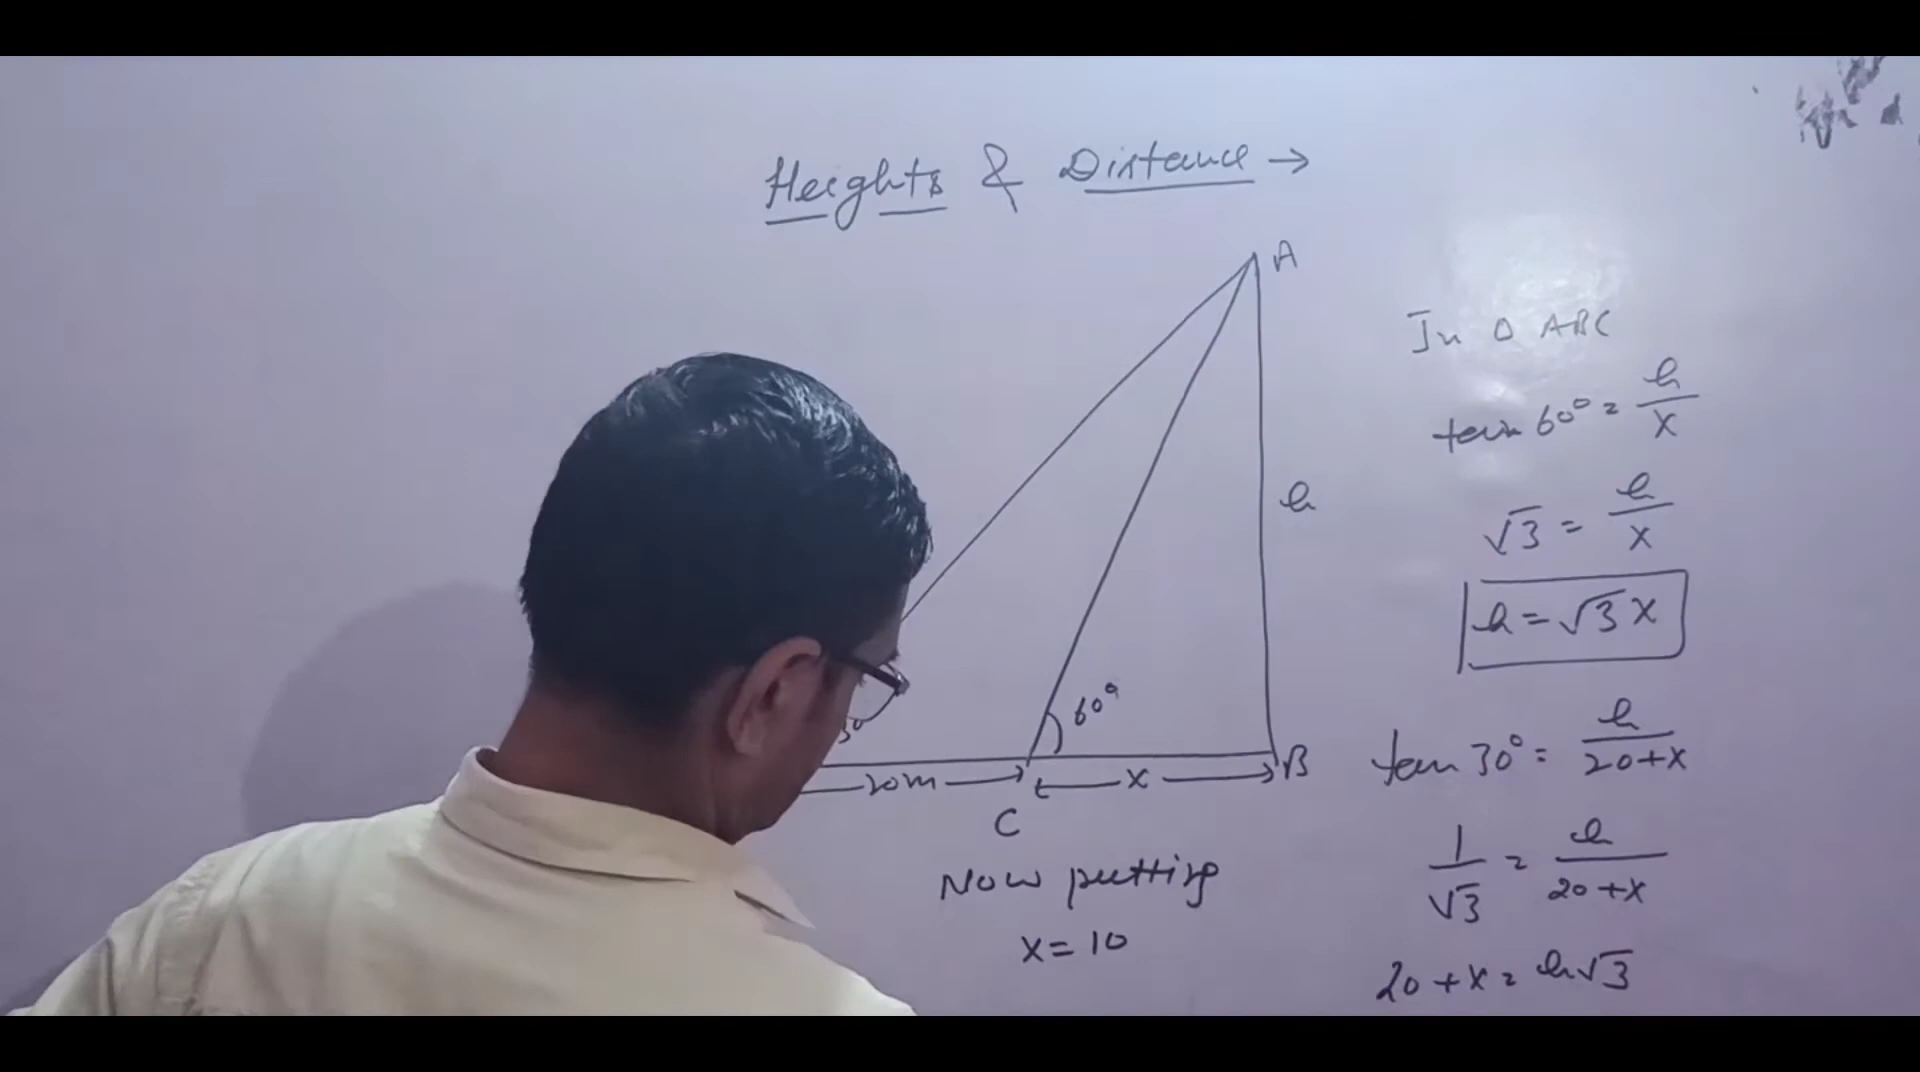 Heights & Distance →
A
h
60°
30
20m
x
B
C
Now putting
x = 10
In Δ ABC
tan 60° = h/x
√3 = h/x
h = √3 x
tan 30° = h/20+x
1/√3 = h/20+x
20 + x = h√3